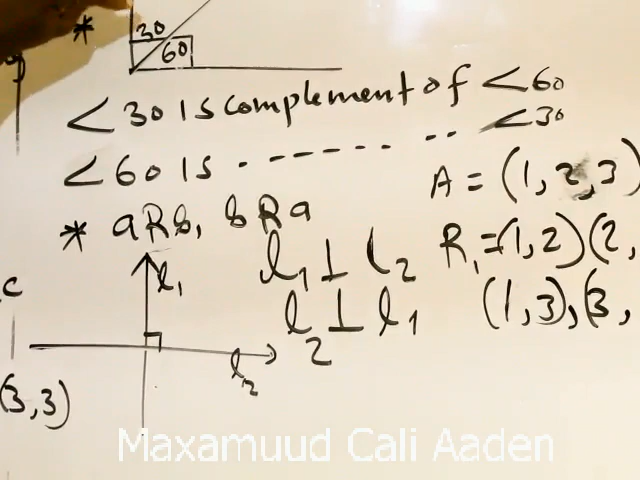 * 30
60
<30 is complement of <60
<60 is - - - - - - - - <30
* aRb, bRa
A = (1, 2, 3)
l1 ⊥ l2
R1 = (1, 2) (2,
l2 ⊥ l1
(1, 3), (3,
l1
c
l2
(3, 3)
Maxamuud Cali Aaden